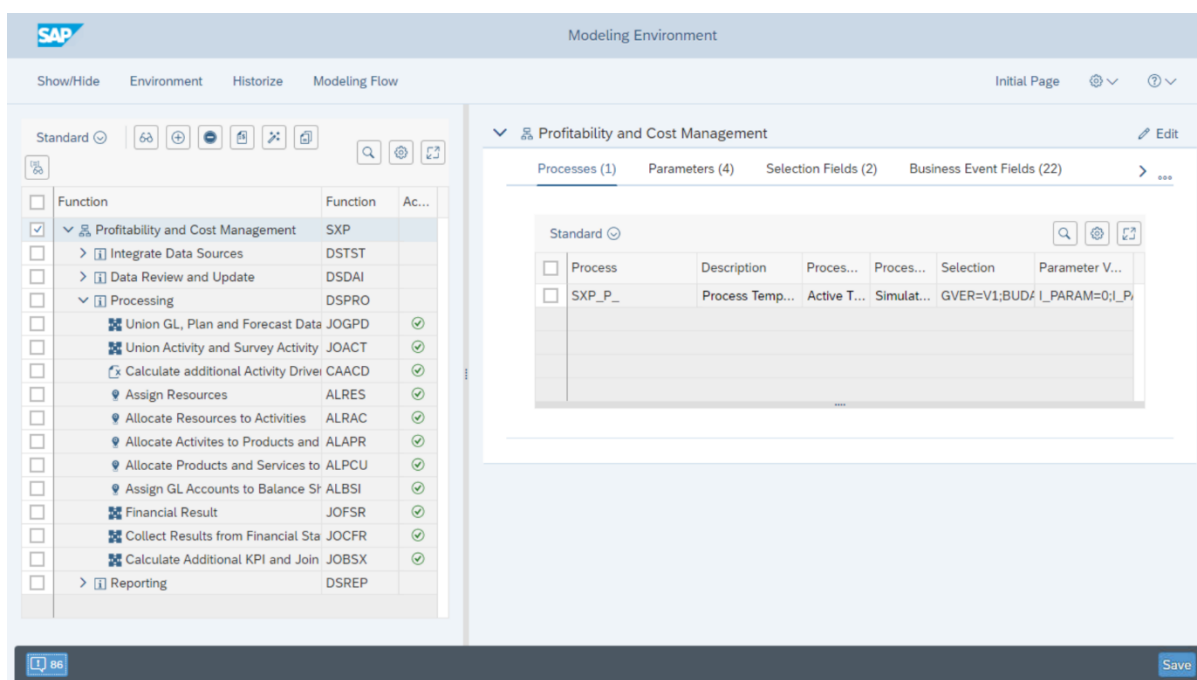 SAP
Modeling Environment
Show/Hide Environment Historize Modeling Flow Initial Page
Standard
Function Function Ac...
Profitability and Cost Management SXP
Integrate Data Sources DSTST
Data Review and Update DSDAI
Processing DSPRO
Union GL, Plan and Forecast Data JOGPD
Union Activity and Survey Activity JOACT
Calculate additional Activity Driver CAACD
Assign Resources ALRES
Allocate Resources to Activities ALRAC
Allocate Activites to Products and ALAPR
Allocate Products and Services to ALPCU
Assign GL Accounts to Balance Sh ALBSI
Financial Result JOFSR
Collect Results from Financial Sta JOCFR
Calculate Additional KPI and Join JOBSX
Reporting DSREP
Profitability and Cost Management Edit
Processes (1) Parameters (4) Selection Fields (2) Business Event Fields (22)
Standard
Process Description Proces... Proces... Selection Parameter V...
SXP_P_ Process Temp... Active T... Simulat... GVER=V1;BUDA I_PARAM=0;I_PA
86 Save